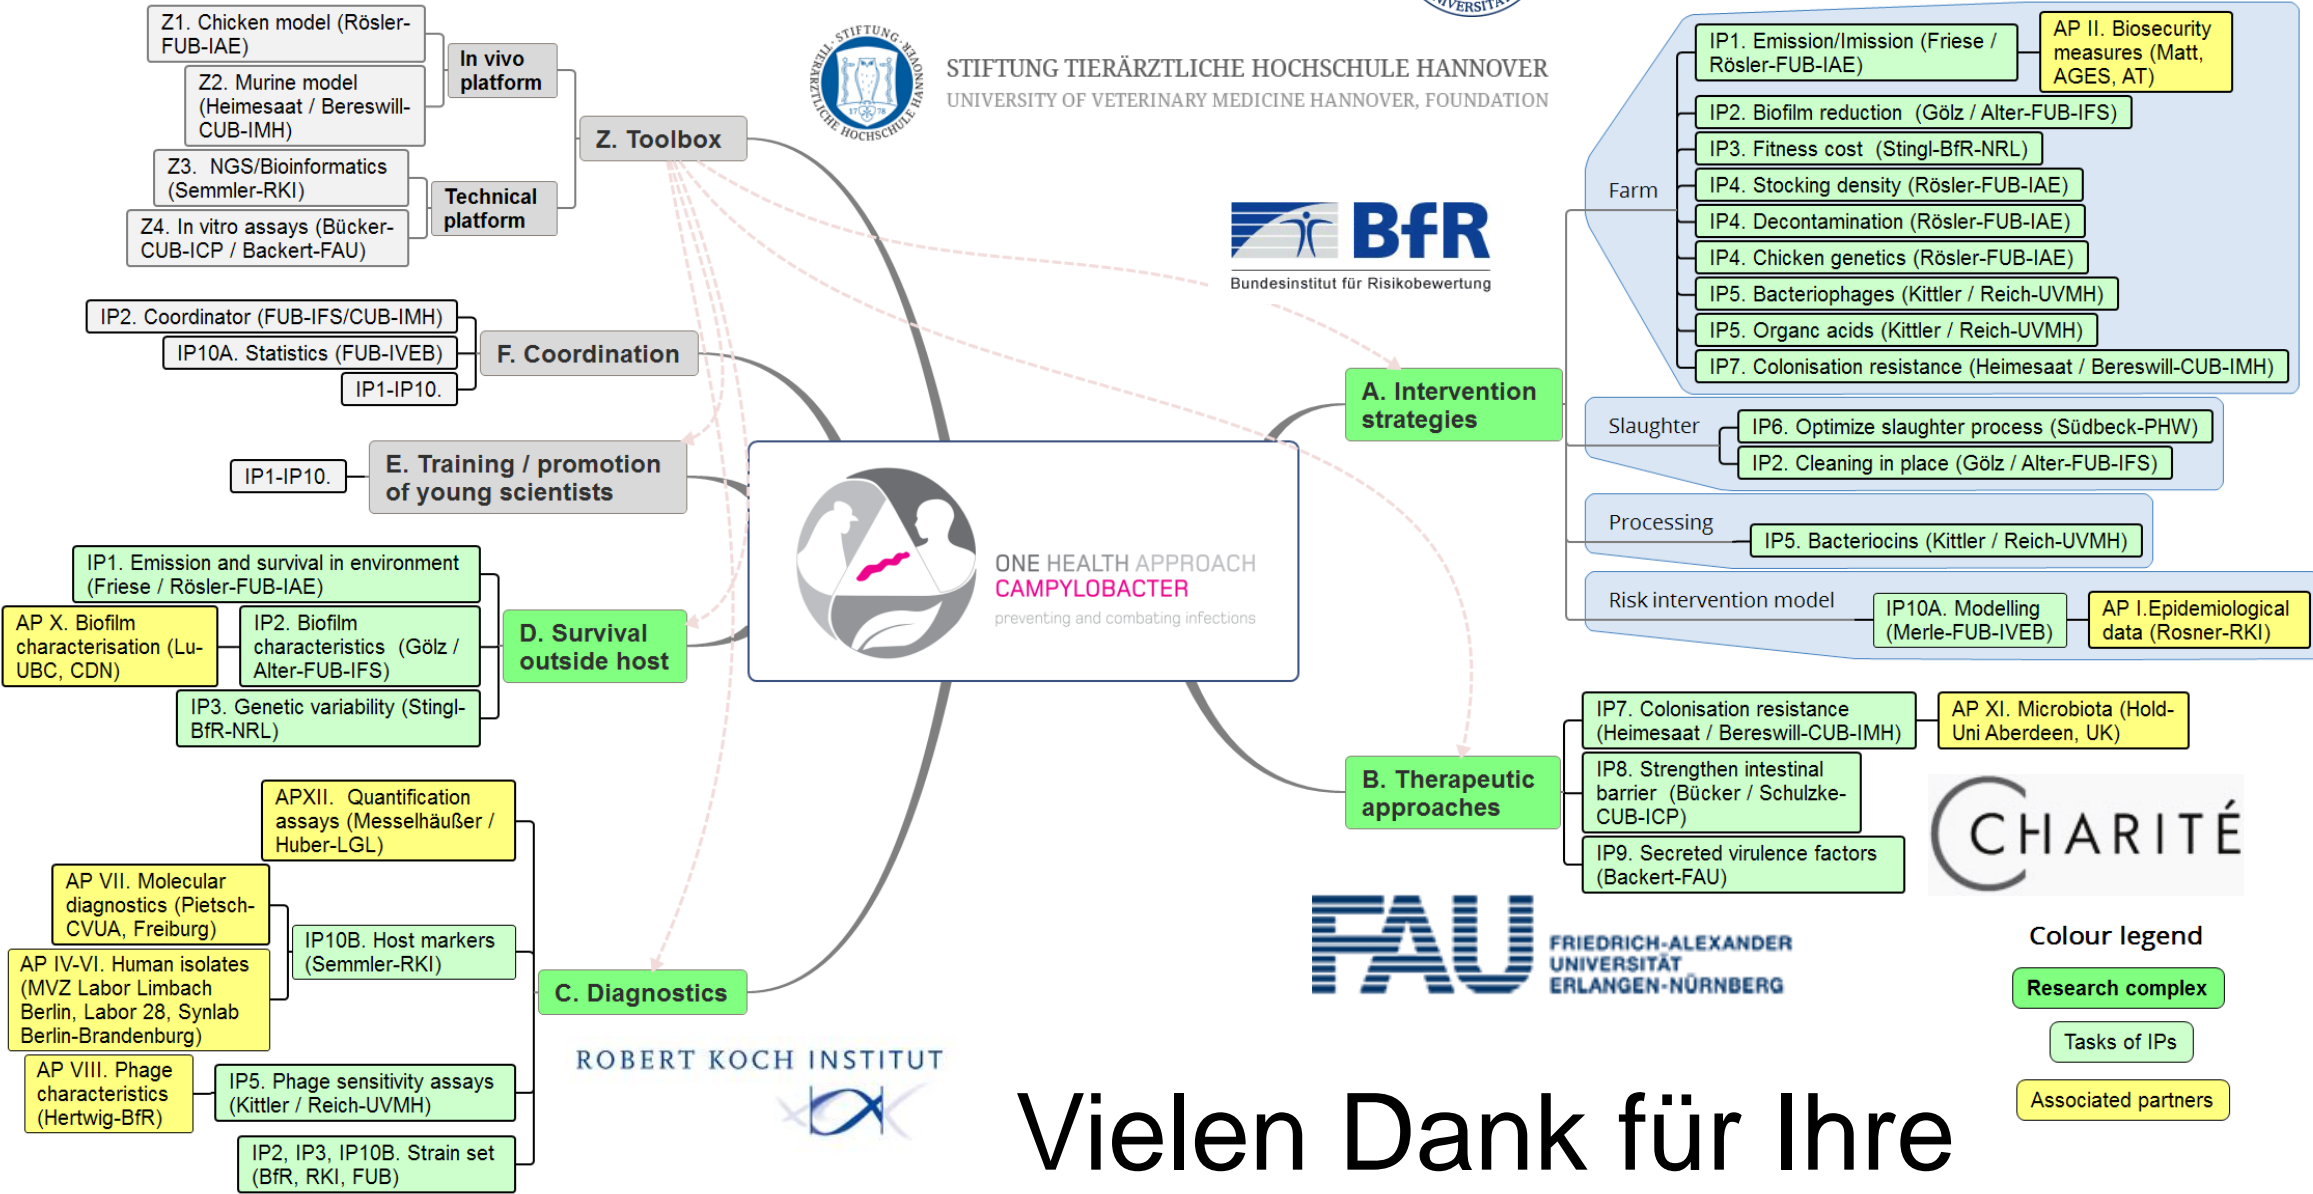 Z1. Chicken model (Rösler-
FUB-IAE)
Z2. Murine model
(Heimesaat / Bereswill-
CUB-IMH)
In vivo
platform
Z3. NGS/Bioinformatics
(Semmler-RKI)
Z4. In vitro assays (Bücker-
CUB-ICP / Backert-FAU)
Technical
platform
Z. Toolbox
IP2. Coordinator (FUB-IFS/CUB-IMH)
IP10A. Statistics (FUB-IVEB)
IP1-IP10.
F. Coordination
IP1-IP10.
E. Training / promotion
of young scientists
IP1. Emission and survival in environment
(Friese / Rösler-FUB-IAE)
AP X. Biofilm
characterisation (Lu-
UBC, CDN)
IP2. Biofilm
characteristics (Gölz /
Alter-FUB-IFS)
IP3. Genetic variability (Stingl-
BfR-NRL)
D. Survival
outside host
APXII. Quantification
assays (Messelhäußer /
Huber-LGL)
AP VII. Molecular
diagnostics (Pietsch-
CVUA, Freiburg)
AP IV-VI. Human isolates
(MVZ Labor Limbach
Berlin, Labor 28, Synlab
Berlin-Brandenburg)
IP10B. Host markers
(Semmler-RKI)
AP VIII. Phage
characteristics
(Hertwig-BfR)
IP5. Phage sensitivity assays
(Kittler / Reich-UVMH)
IP2, IP3, IP10B. Strain set
(BfR, RKI, FUB)
C. Diagnostics
STIFTUNG · TIERÄRZTLICHE HOCHSCHULE HANNOVER
1778
STIFTUNG TIERÄRZTLICHE HOCHSCHULE HANNOVER
UNIVERSITY OF VETERINARY MEDICINE HANNOVER, FOUNDATION
BfR
Bundesinstitut für Risikobewertung
ONE HEALTH APPROACH
CAMPYLOBACTER
preventing and combating infections
A. Intervention
strategies
Farm
IP1. Emission/Imission (Friese /
Rösler-FUB-IAE)
AP II. Biosecurity
measures (Matt,
AGES, AT)
IP2. Biofilm reduction (Gölz / Alter-FUB-IFS)
IP3. Fitness cost (Stingl-BfR-NRL)
IP4. Stocking density (Rösler-FUB-IAE)
IP4. Decontamination (Rösler-FUB-IAE)
IP4. Chicken genetics (Rösler-FUB-IAE)
IP5. Bacteriophages (Kittler / Reich-UVMH)
IP5. Organc acids (Kittler / Reich-UVMH)
IP7. Colonisation resistance (Heimesaat / Bereswill-CUB-IMH)
Slaughter
IP6. Optimize slaughter process (Südbeck-PHW)
IP2. Cleaning in place (Gölz / Alter-FUB-IFS)
Processing
IP5. Bacteriocins (Kittler / Reich-UVMH)
Risk intervention model
IP10A. Modelling
(Merle-FUB-IVEB)
AP I.Epidemiological
data (Rosner-RKI)
B. Therapeutic
approaches
IP7. Colonisation resistance
(Heimesaat / Bereswill-CUB-IMH)
AP XI. Microbiota (Hold-
Uni Aberdeen, UK)
IP8. Strengthen intestinal
barrier (Bücker / Schulzke-
CUB-ICP)
IP9. Secreted virulence factors
(Backert-FAU)
CHARITÉ
FAU
FRIEDRICH-ALEXANDER
UNIVERSITÄT
ERLANGEN-NÜRNBERG
ROBERT KOCH INSTITUT
Colour legend
Research complex
Tasks of IPs
Associated partners
Vielen Dank für Ihre